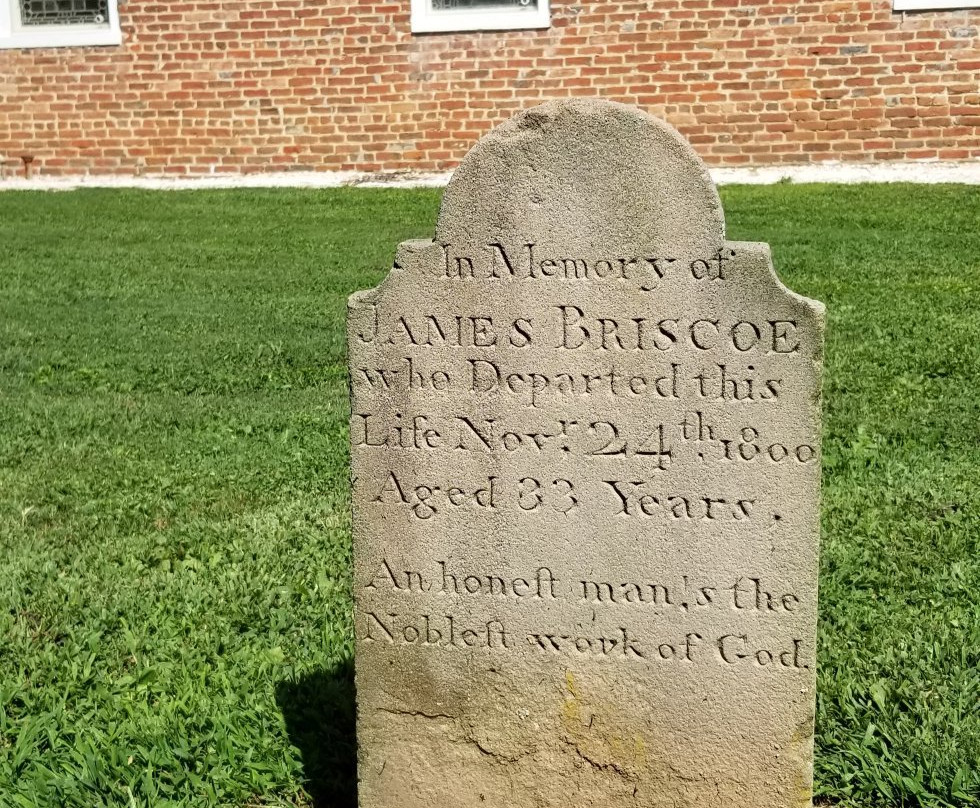 In Memory of
JAMES BRISCOE
who Departed this
Life Novr. 24th. 1800
Aged 33 Years.
An honeſt man's the
Nobleſt work of God.